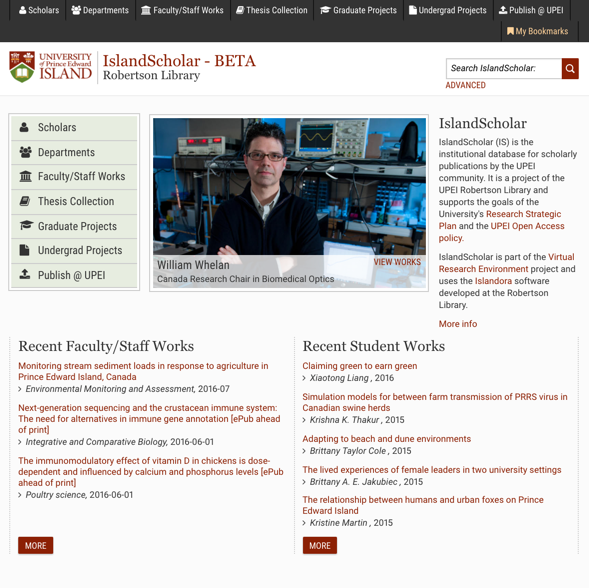 Scholars Departments Faculty/Staff Works Thesis Collection Graduate Projects Undergrad Projects Publish @ UPEI
My Bookmarks
UNIVERSITY
of Prince Edward
ISLAND
IslandScholar - BETA
Robertson Library
Search IslandScholar:
ADVANCED
Scholars
Departments
Faculty/Staff Works
Thesis Collection
Graduate Projects
Undergrad Projects
Publish @ UPEI
William Whelan
VIEW WORKS
Canada Research Chair in Biomedical Optics
IslandScholar
IslandScholar (IS) is the
institutional database for scholarly
publications by the UPEI
community. It is a project of the
UPEI Robertson Library and
supports the goals of the
University's Research Strategic
Plan and the UPEI Open Access
policy.
IslandScholar is part of the Virtual
Research Environment project and
uses the Islandora software
developed at the Robertson
Library.
More info
Recent Faculty/Staff Works
Monitoring stream sediment loads in response to agriculture in
Prince Edward Island, Canada
> Environmental Monitoring and Assessment, 2016-07
Next-generation sequencing and the crustacean immune system:
The need for alternatives in immune gene annotation [ePub ahead
of print]
> Integrative and Comparative Biology, 2016-06-01
The immunomodulatory effect of vitamin D in chickens is dose-
dependent and influenced by calcium and phosphorus levels [ePub
ahead of print]
> Poultry science, 2016-06-01
MORE
Recent Student Works
Claiming green to earn green
> Xiaotong Liang , 2016
Simulation models for between farm transmission of PRRS virus in
Canadian swine herds
> Krishna K. Thakur , 2015
Adapting to beach and dune environments
> Brittany Taylor Cole , 2015
The lived experiences of female leaders in two university settings
> Brittany A. E. Jakubiec , 2015
The relationship between humans and urban foxes on Prince
Edward Island
> Kristine Martin , 2015
MORE